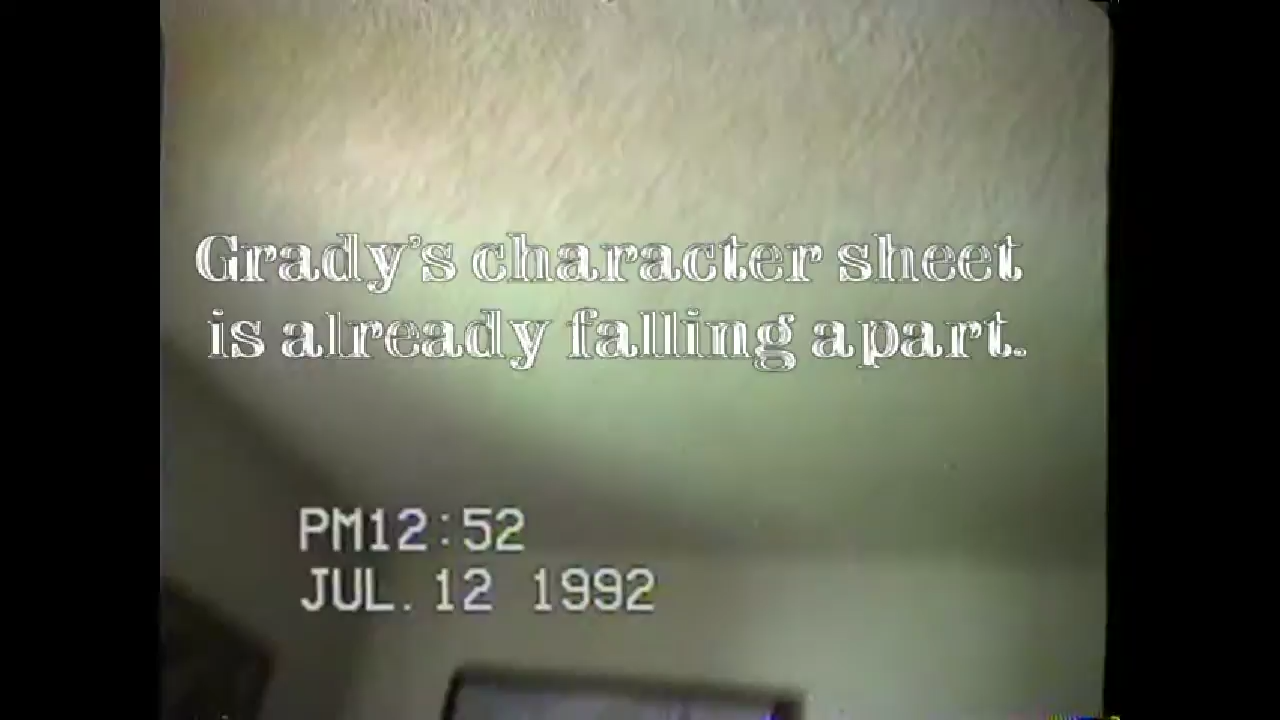 Grady's character sheet
is already falling apart.
PM12:52
JUL.12 1992